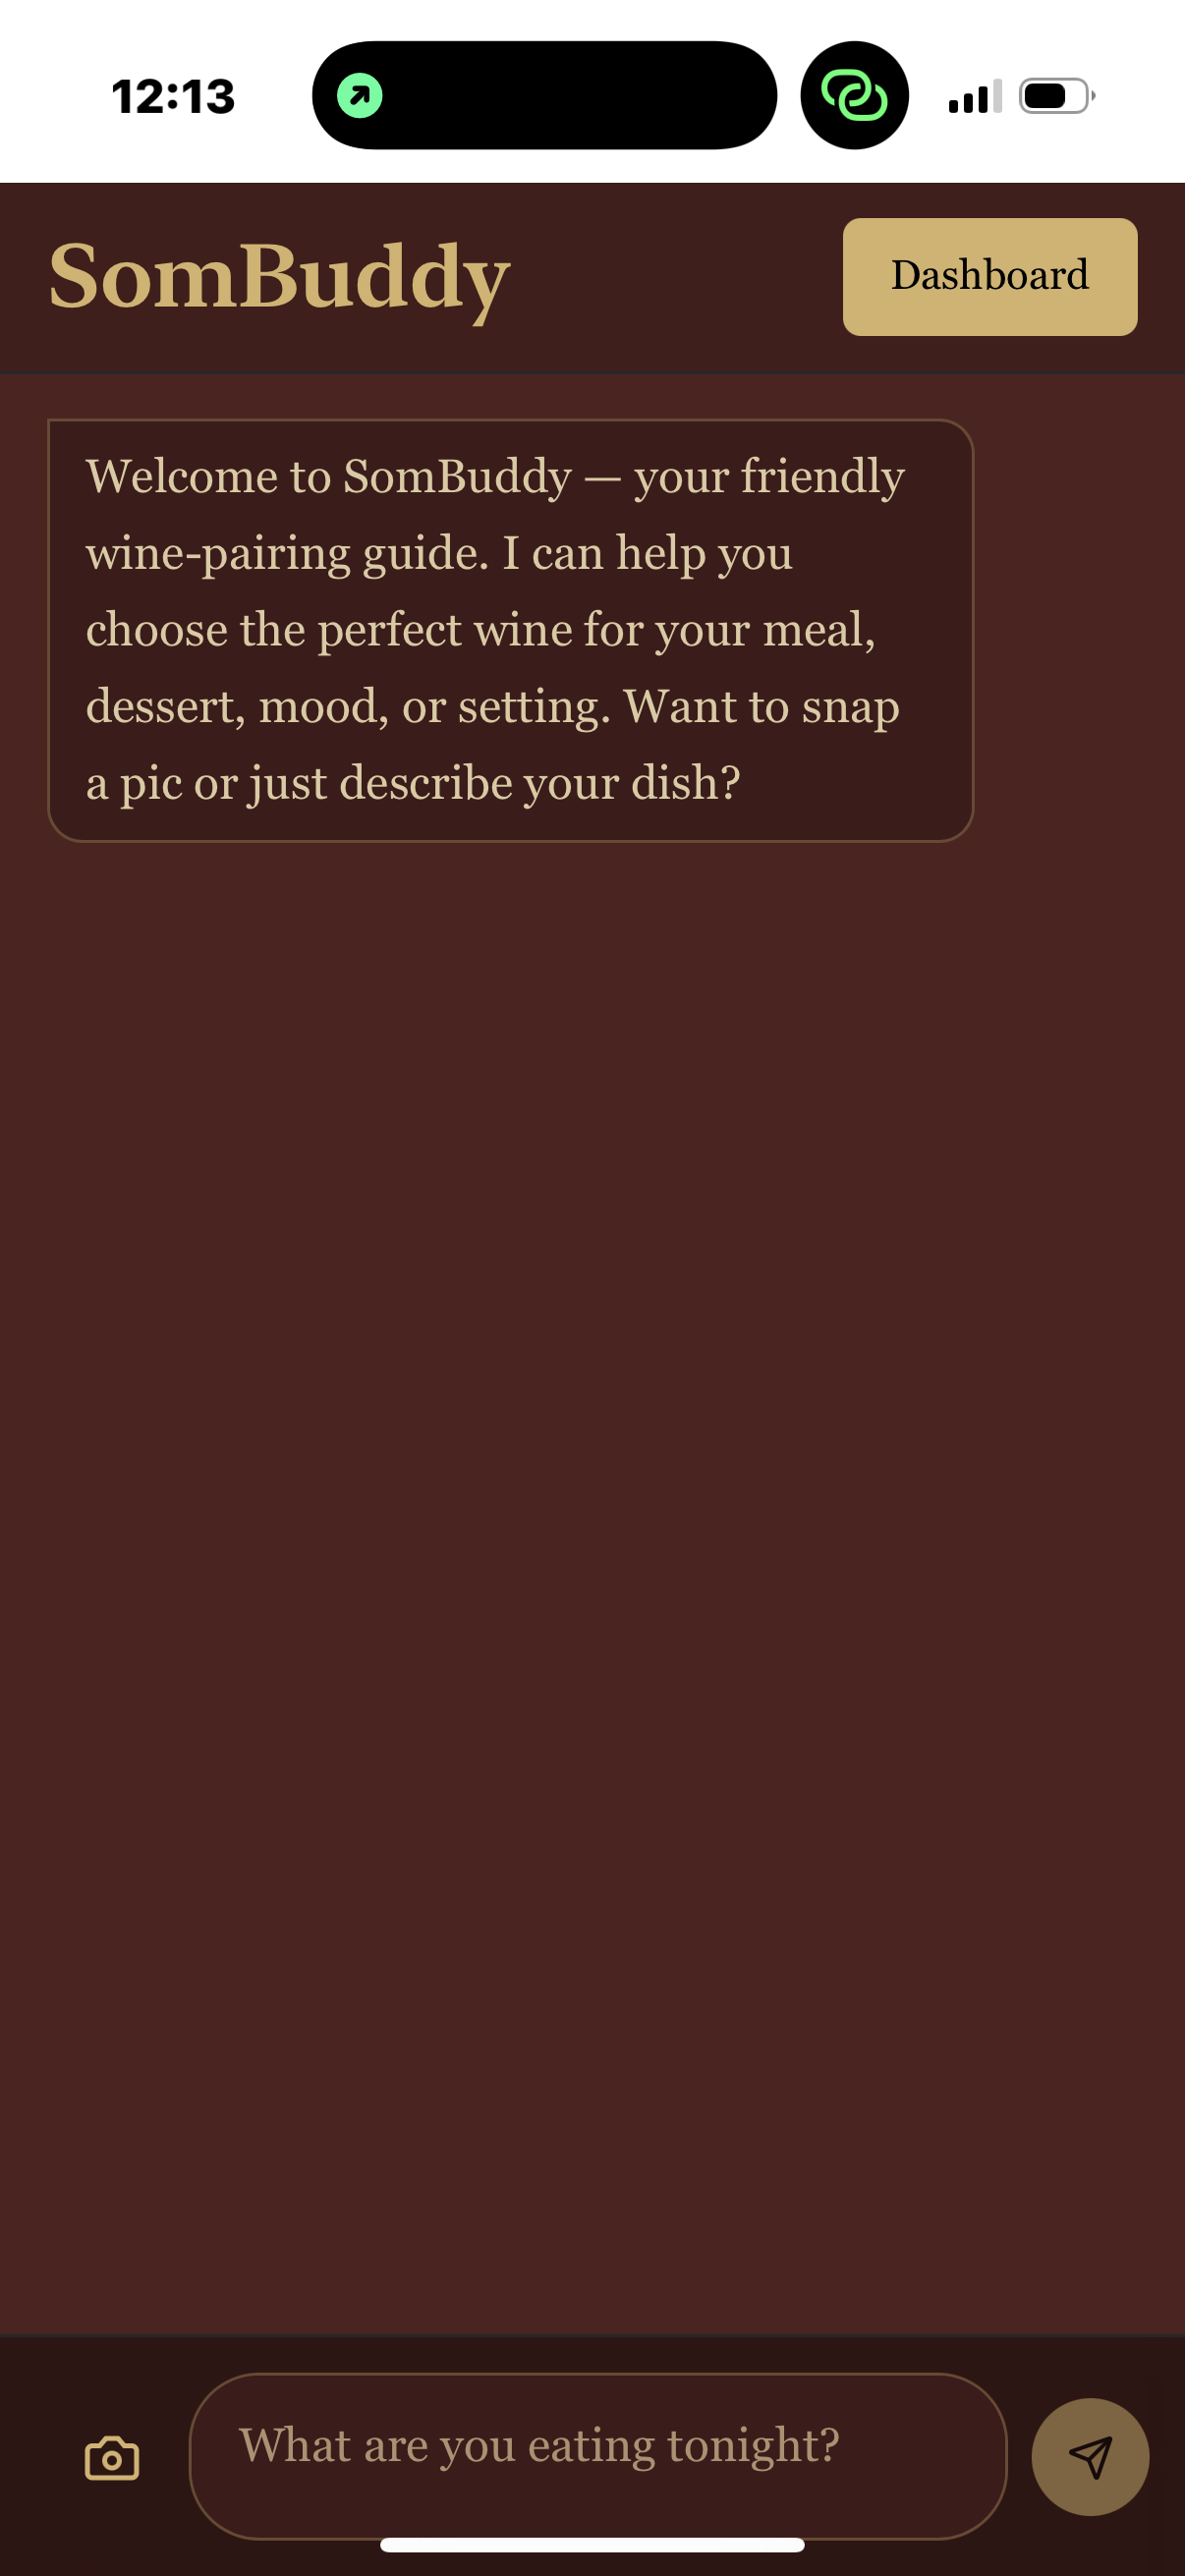 12:13
SomBuddy
Dashboard
Welcome to SomBuddy — your friendly
wine-pairing guide. I can help you
choose the perfect wine for your meal,
dessert, mood, or setting. Want to snap
a pic or just describe your dish?
What are you eating tonight?